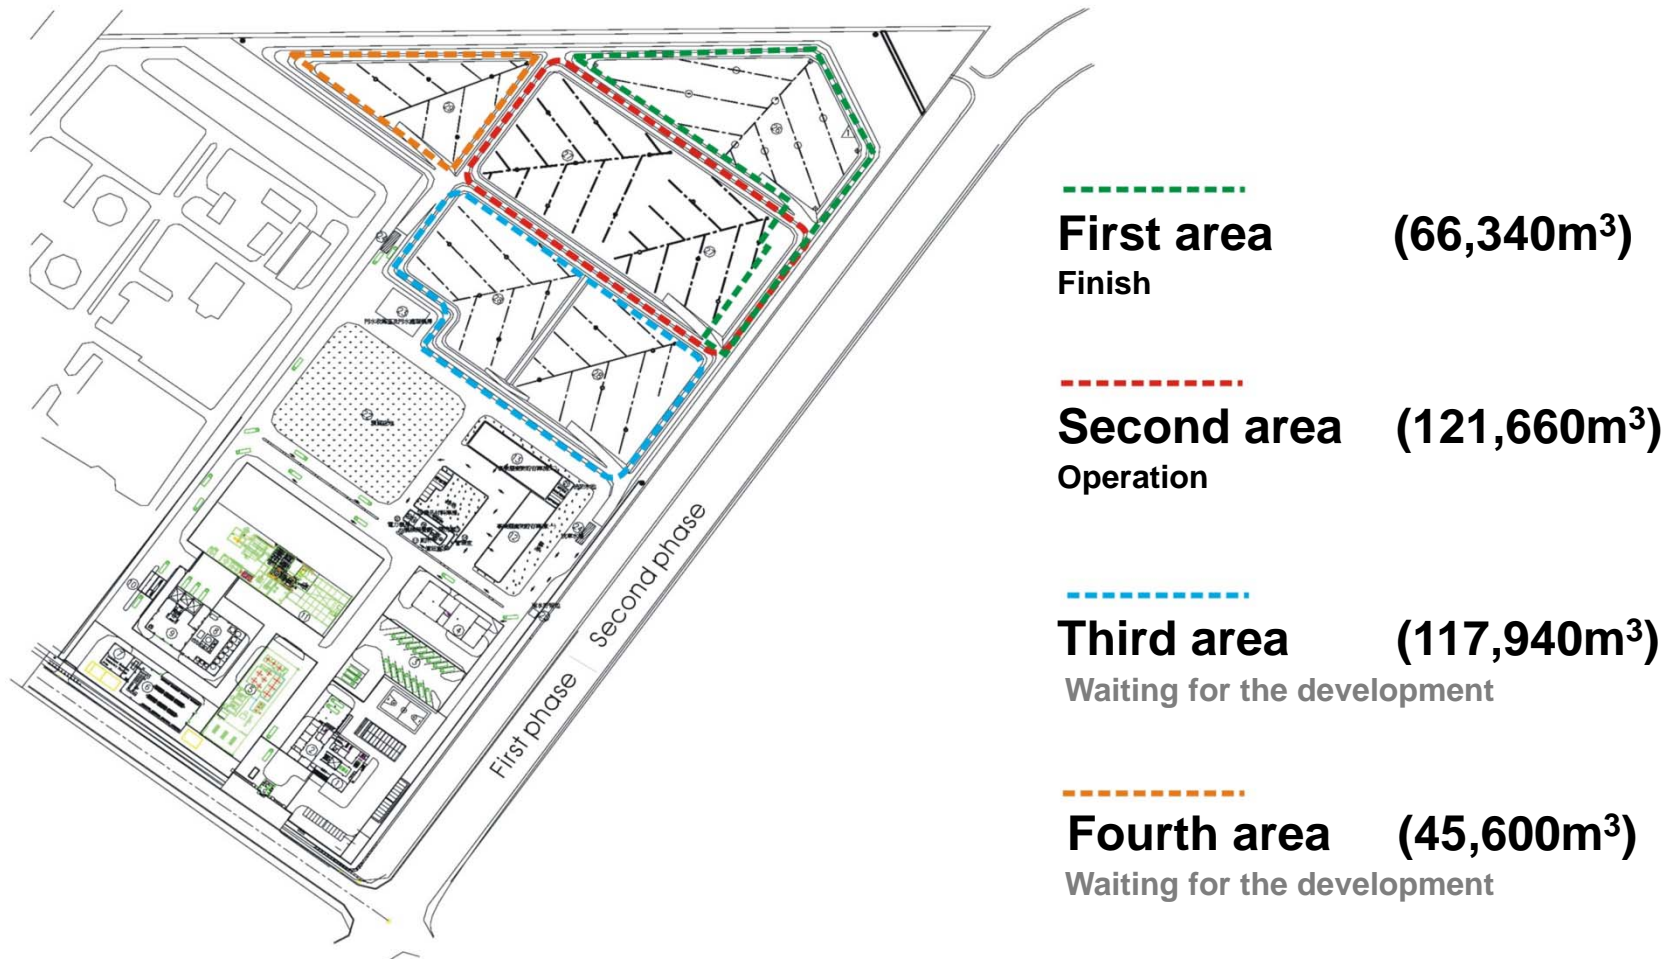 First area (66,340m³)
Finish
Second area (121,660m³)
Operation
Third area (117,940m³)
Waiting for the development
Fourth area (45,600m³)
Waiting for the development
Second phase
First phase